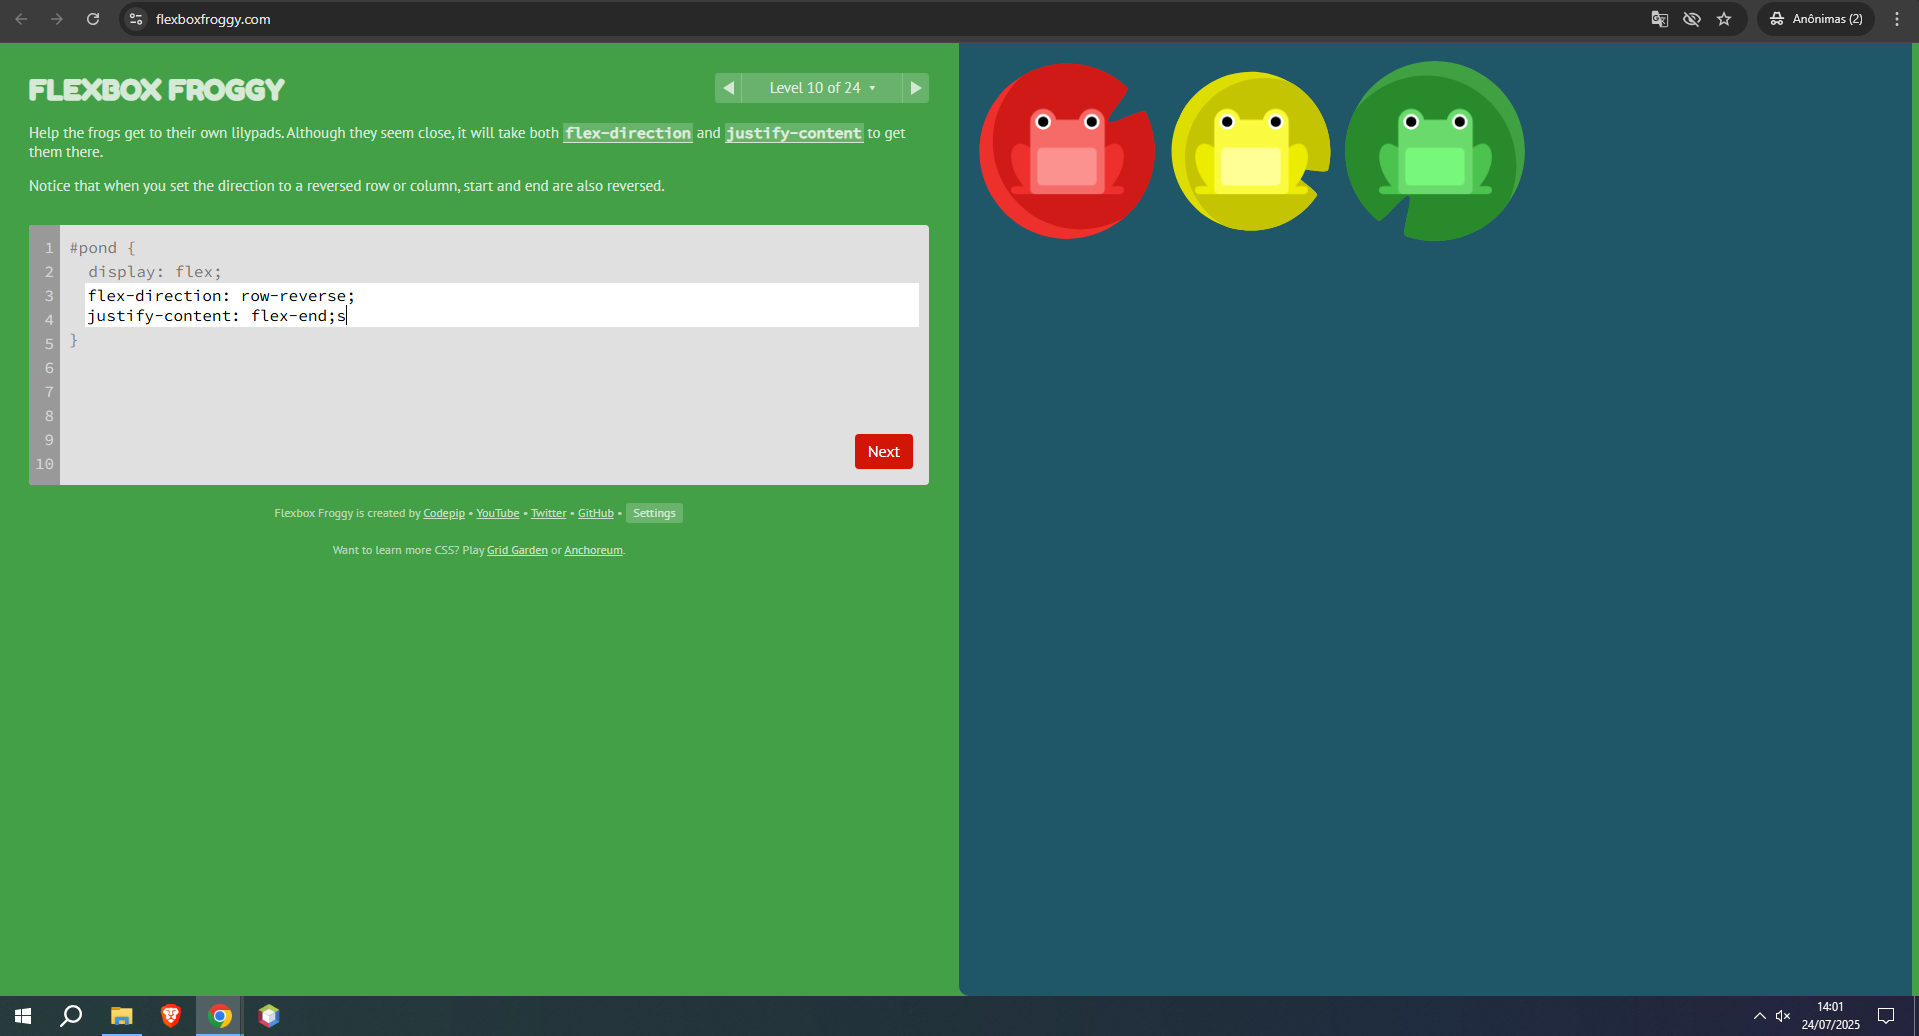 flexboxfroggy.com
Anônimas (2)
FLEXBOX FROGGY
Level 10 of 24
Help the frogs get to their own lilypads. Although they seem close, it will take both flex-direction and justify-content to get
them there.
Notice that when you set the direction to a reversed row or column, start and end are also reversed.
1 #pond {
2 display: flex;
3 flex-direction: row-reverse;
4 justify-content: flex-end;s
5 }
6
7
8
9
10
Next
Flexbox Froggy is created by Codepip • YouTube • Twitter • GitHub • Settings
Want to learn more CSS? Play Grid Garden or Anchoreum.
14:01
24/07/2025